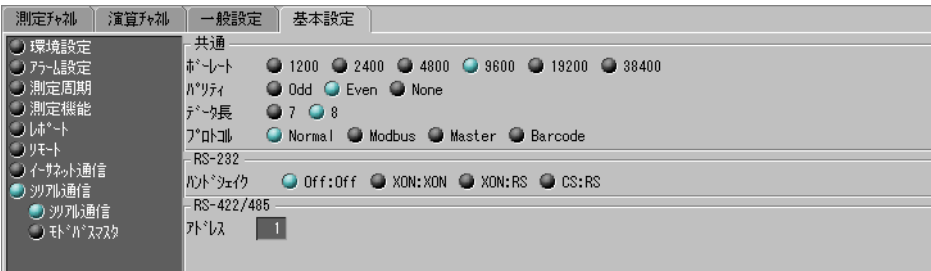 測定ﾁｬﾈﾙ 演算ﾁｬﾈﾙ 一般設定 基本設定
環境設定
ｱﾗｰﾑ設定
測定周期
測定機能
ﾚﾎﾟｰﾄ
ﾘﾓｰﾄ
ｲｰｻﾈｯﾄ通信
ｼﾘｱﾙ通信
ｼﾘｱﾙ通信
ﾓﾄﾞﾊﾞｽﾏｽﾀ
共通
ﾎﾞｰﾚｰﾄ 1200 2400 4800 9600 19200 38400
ﾊﾟﾘﾃｨ Odd Even None
ﾃﾞｰﾀ長 7 8
ﾌﾟﾛﾄｺﾙ Normal Modbus Master Barcode
RS-232
ﾊﾝﾄﾞｼｪｲｸ Off:Off XON:XON XON:RS CS:RS
RS-422/485
ｱﾄﾞﾚｽ 1